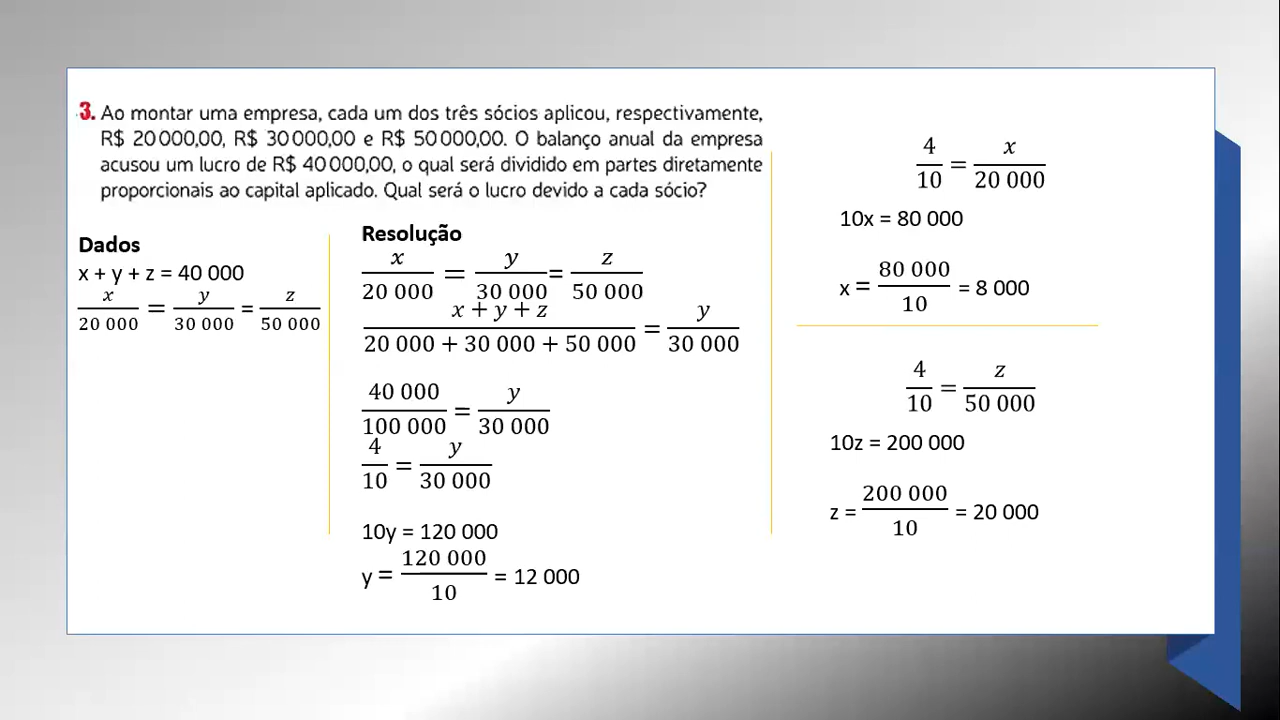 3. Ao montar uma empresa, cada um dos três sócios aplicou, respectivamente,
R$ 20 000,00, R$ 30 000,00 e R$ 50 000,00. O balanço anual da empresa
acusou um lucro de R$ 40 000,00, o qual será dividido em partes diretamente
proporcionais ao capital aplicado. Qual será o lucro devido a cada sócio?
Dados
x + y + z = 40 000
x/20 000 = y/30 000 = z/50 000
Resolução
x/20 000 = y/30 000 = z/50 000
(x + y + z)/(20 000 + 30 000 + 50 000) = y/30 000
40 000/100 000 = y/30 000
4/10 = y/30 000
10y = 120 000
y = 120 000/10 = 12 000
4/10 = x/20 000
10x = 80 000
x = 80 000/10 = 8 000
4/10 = z/50 000
10z = 200 000
z = 200 000/10 = 20 000